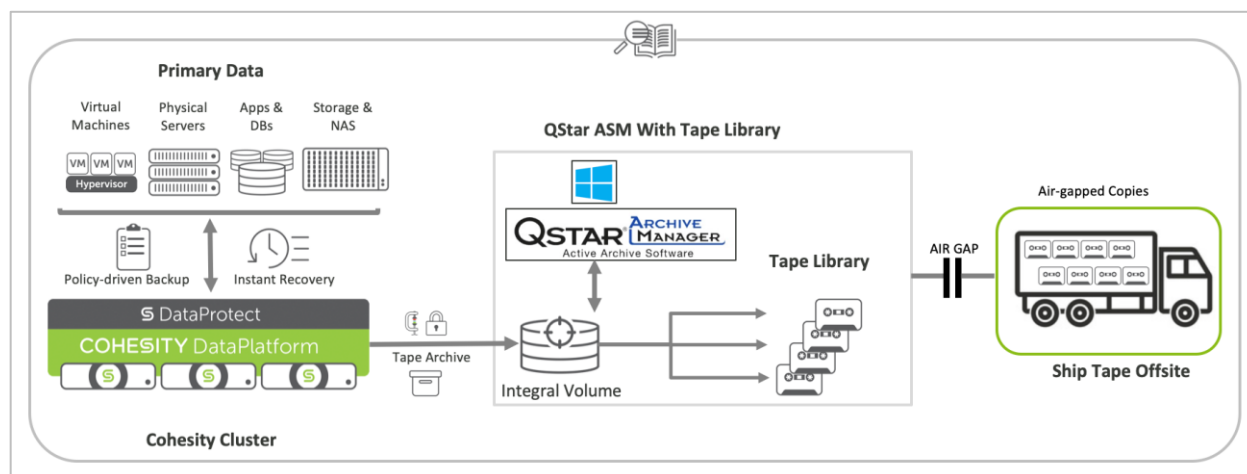 Primary Data
Virtual
Machines
Physical
Servers
Apps &
DBs
Storage &
NAS
VM VM VM
Hypervisor
Policy-driven Backup
Instant Recovery
DataProtect
COHESITY DataPlatform
Cohesity Cluster
Tape Archive
QStar ASM With Tape Library
QSTAR® ARCHIVE
MANAGER
Active Archive Software
Integral Volume
Tape Library
AIR GAP
Air-gapped Copies
Ship Tape Offsite